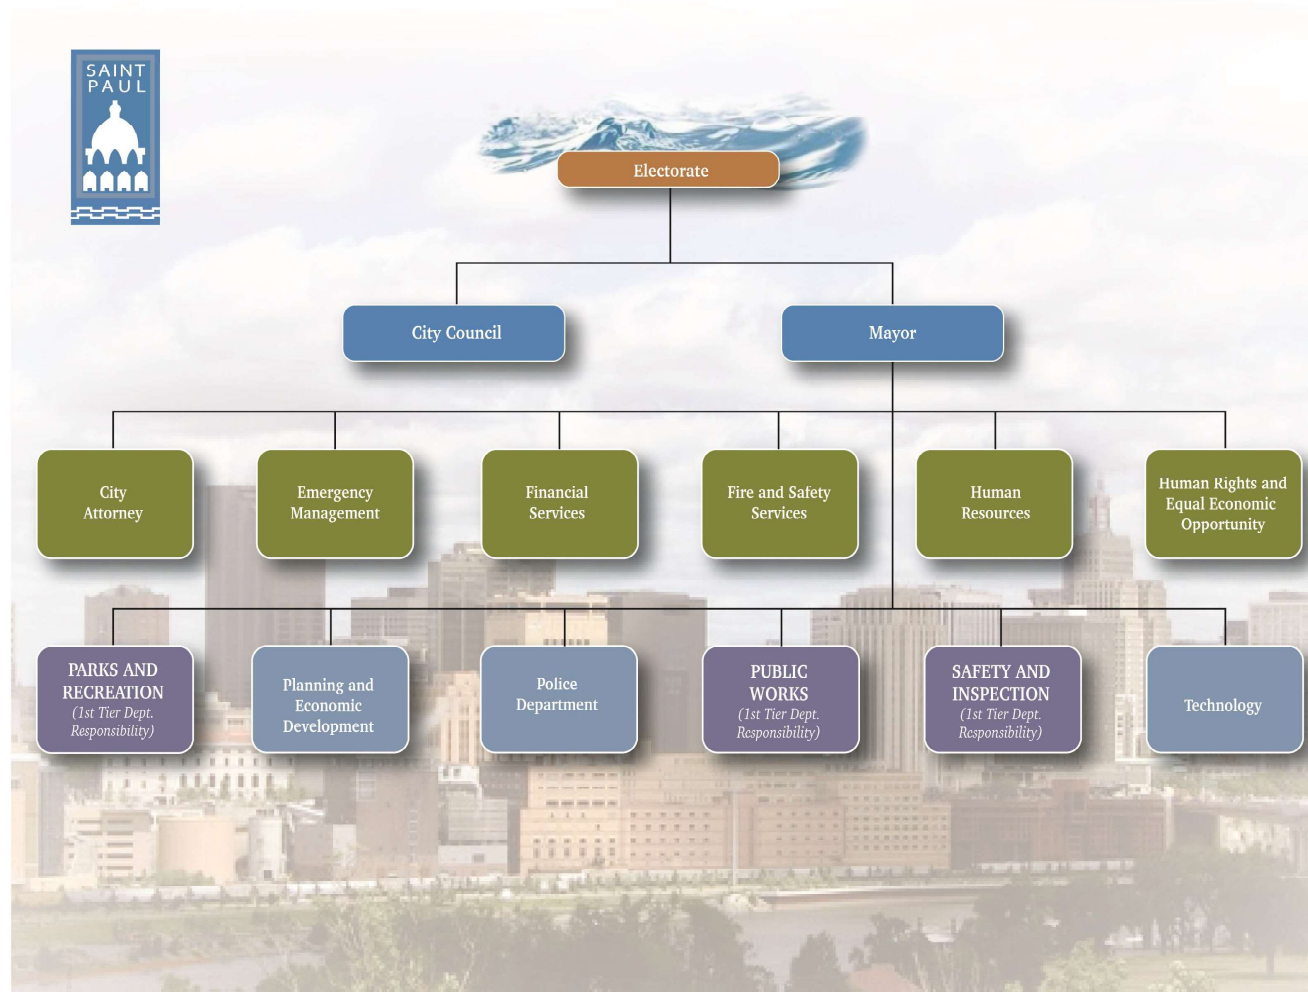 SAINT
PAUL
Electorate
City Council
Mayor
City
Attorney
Emergency
Management
Financial
Services
Fire and Safety
Services
Human
Resources
Human Rights and
Equal Economic
Opportunity
PARKS AND
RECREATION
(1st Tier Dept.
Responsibility)
Planning and
Economic
Development
Police
Department
PUBLIC
WORKS
(1st Tier Dept.
Responsibility)
SAFETY AND
INSPECTION
(1st Tier Dept.
Responsibility)
Technology